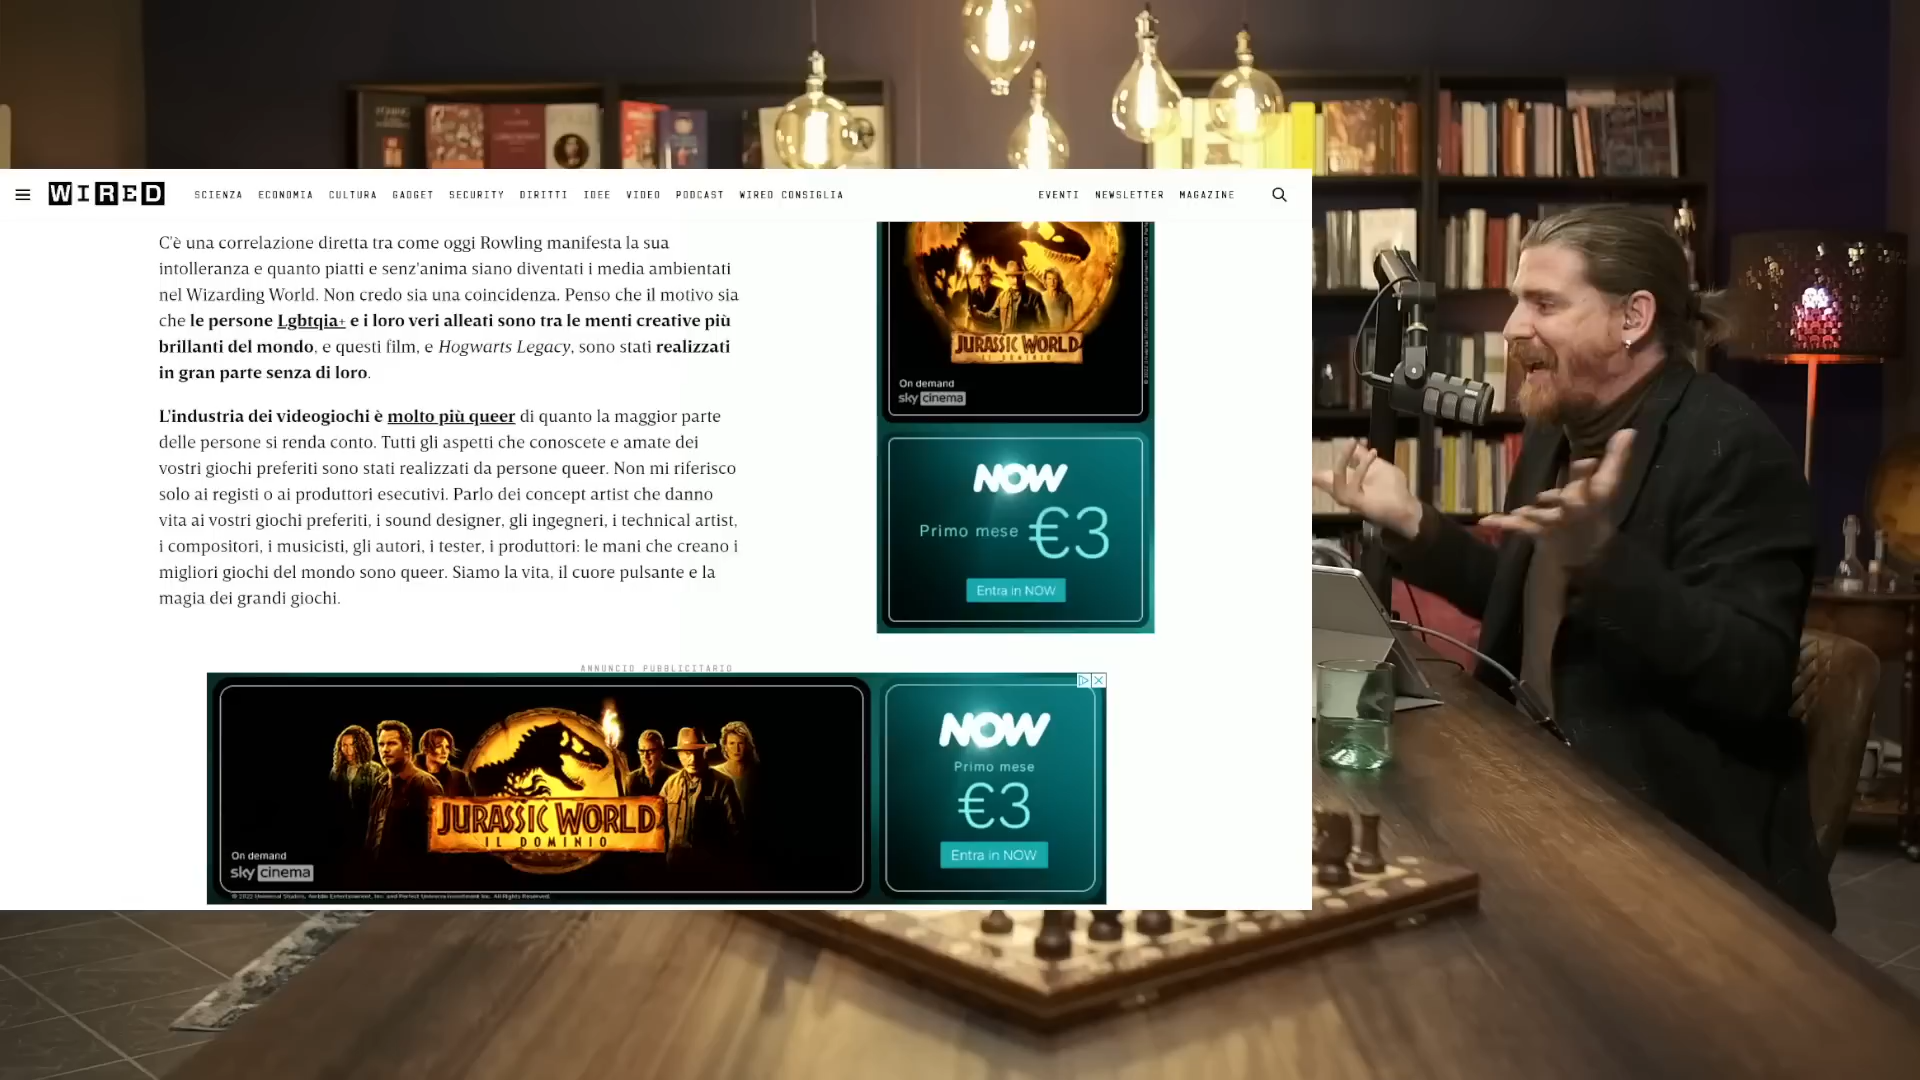 WIRED SCIENZA ECONOMIA CULTURA GADGET SECURITY DIRITTI IDEE VIDEO PODCAST WIRED CONSIGLIA EVENTI NEWSLETTER MAGAZINE
C'è una correlazione diretta tra come oggi Rowling manifesta la sua
intolleranza e quanto piatti e senz'anima siano diventati i media ambientati
nel Wizarding World. Non credo sia una coincidenza. Penso che il motivo sia
che le persone Lgbtqia+ e i loro veri alleati sono tra le menti creative più
brillanti del mondo, e questi film, e Hogwarts Legacy, sono stati realizzati
in gran parte senza di loro.
L'industria dei videogiochi è molto più queer di quanto la maggior parte
delle persone si renda conto. Tutti gli aspetti che conoscete e amate dei
vostri giochi preferiti sono stati realizzati da persone queer. Non mi riferisco
solo ai registi o ai produttori esecutivi. Parlo dei concept artist che danno
vita ai vostri giochi preferiti, i sound designer, gli ingegneri, i technical artist,
i compositori, i musicisti, gli autori, i tester, i produttori: le mani che creano i
migliori giochi del mondo sono queer. Siamo la vita, il cuore pulsante e la
magia dei grandi giochi.
JURASSIC WORLD
IL DOMINIO
On demand
sky cinema
NOW
Primo mese €3
Entra in NOW
ANNUNCIO PUBBLICITARIO
JURASSIC WORLD
IL DOMINIO
On demand
sky cinema
NOW
Primo mese
€3
Entra in NOW